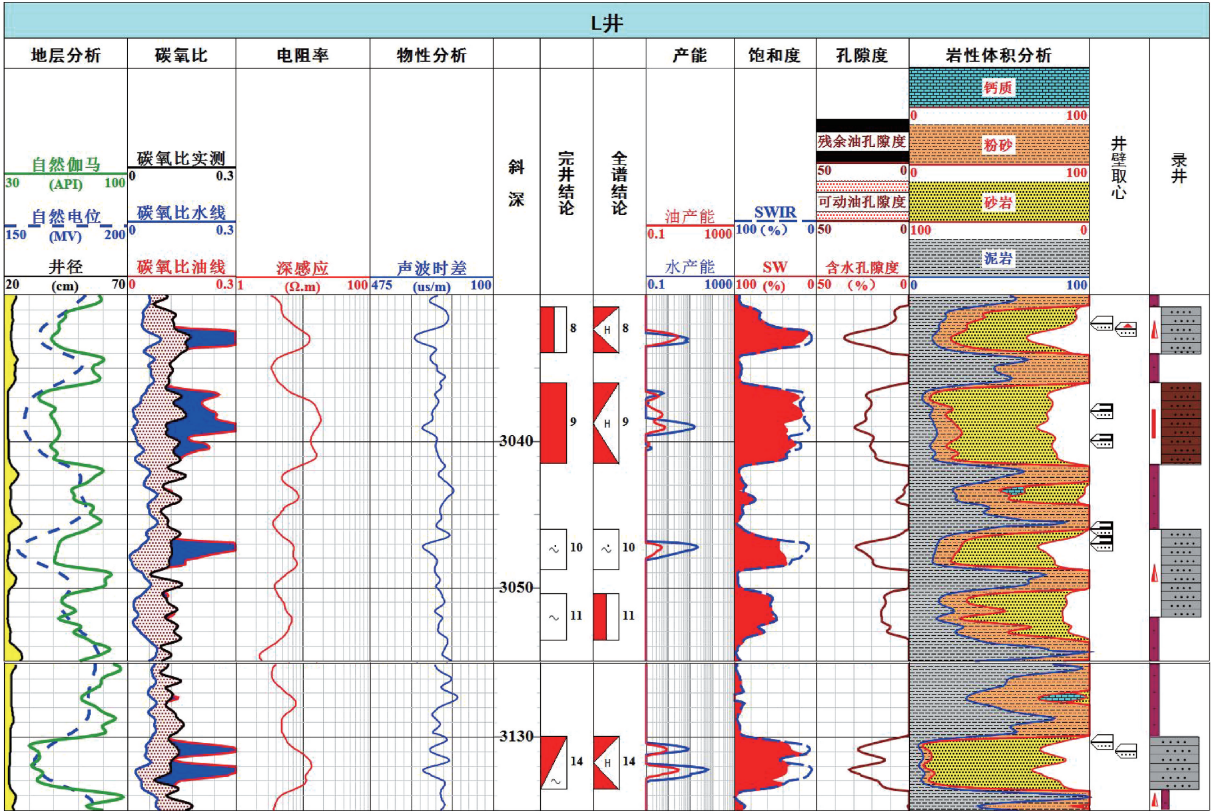 L井
地层分析 碳氧比 电阻率 物性分析 产能 饱和度 孔隙度 岩性体积分析
钙质
0 100
残余油孔隙度
粉砂
自然伽马 碳氧比实测 斜深 完井结论 全谱结论 50 0 0 100 井壁取心 录井
30 (API) 100 0 0.3
可动油孔隙度 砂岩
自然电位 碳氧比水线 油产能 SWIR
150 (MV) 200 0 0.3 0.1 1000 100% (%) 0 50 0 100 0
井径 碳氧比油线 深感应 声波时差 水产能 SW 含水孔隙度 泥岩
20 (cm) 70 0 0.3 1 (Ω.m) 100 475 (us/m) 100 0.1 1000 100% (%) 0 50 (%) 0 0 100
8 H 8
9 H 9
3040
~ 10 10
3050
~ 11 11
3130
~ 14 H 14